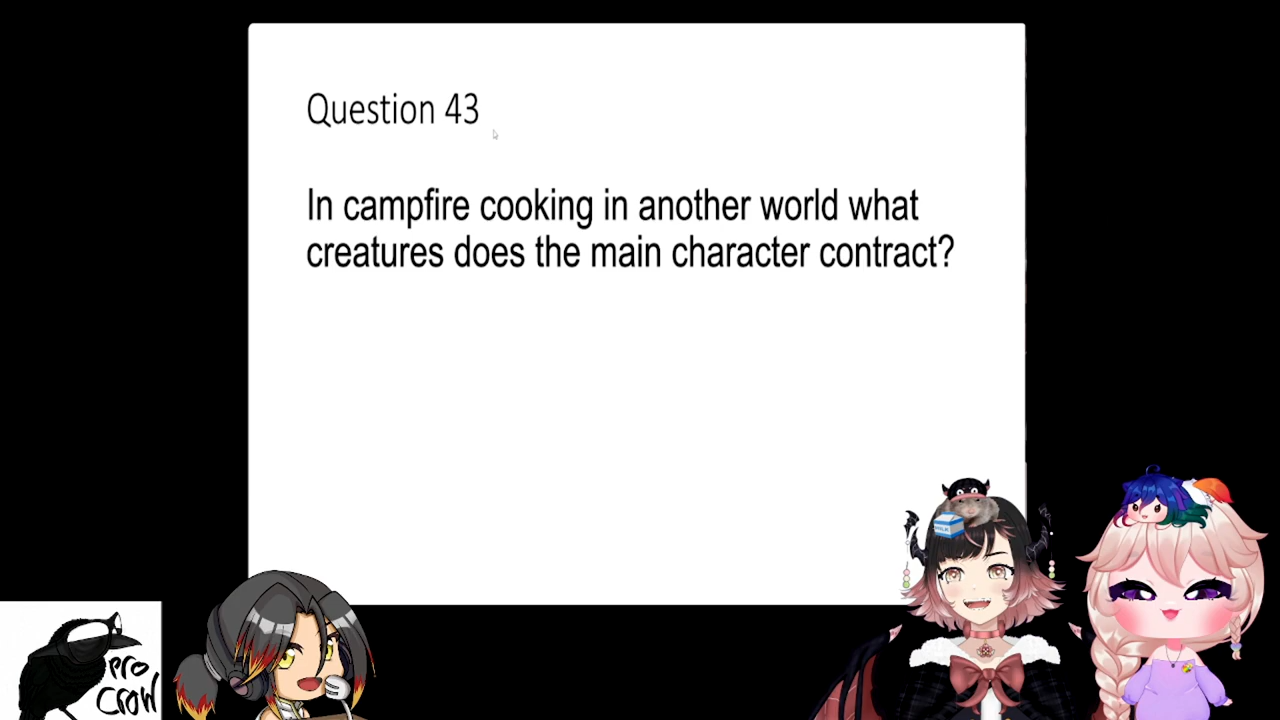 Question 43
In campfire cooking in another world what
creatures does the main character contract?
pro
crow